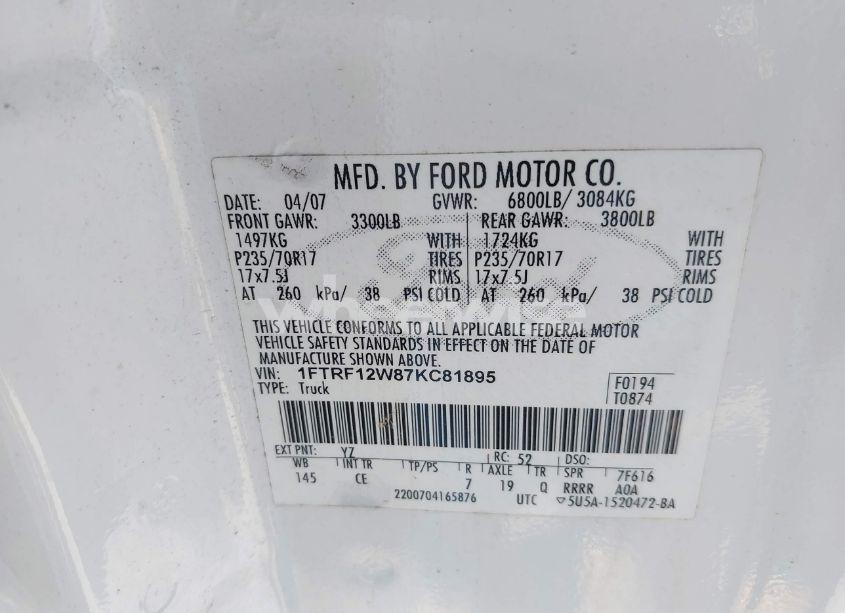 MFD. BY FORD MOTOR CO.
DATE: 04/07 GVWR: 6800LB/ 3084KG
FRONT GAWR: 3300LB REAR GAWR: 3800LB
1497KG WITH 1724KG WITH
P235/70R17 TIRES P235/70R17 TIRES
17x7.5J RIMS 17x7.5J RIMS
AT 260 kPa/ 38 PSI COLD AT 260 kPa/ 38 PSI COLD
THIS VEHICLE CONFORMS TO ALL APPLICABLE FEDERAL MOTOR
VEHICLE SAFETY STANDARDS IN EFFECT ON THE DATE OF
MANUFACTURE SHOWN ABOVE.
VIN: 1FTRF12W87KC81895 F0194
TYPE: Truck T0874
EXT PNT: YZ RC: 52 DSO:
WB INT TR TP/PS R AXLE TR SPR 7F616
145 CE 7 19 Q RRRR A0A
2200704165876 UTC ▽5U5A-1520472-BA